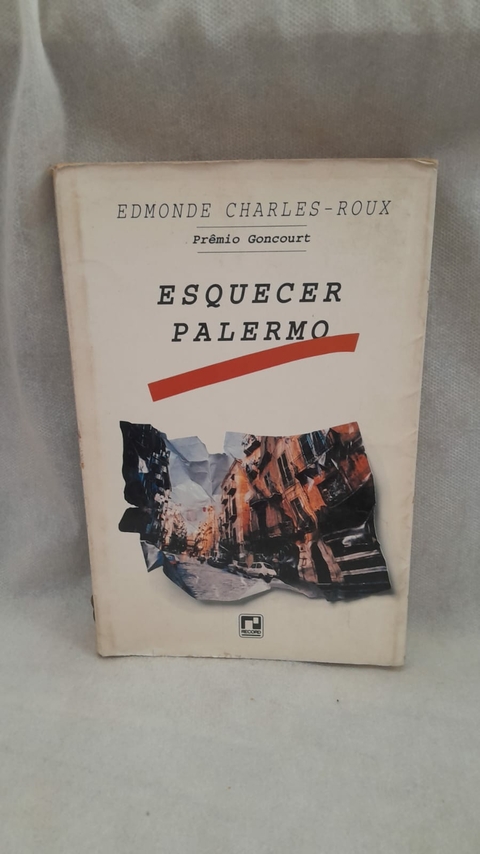 EDMONDE CHARLES-ROUX
Prêmio Goncourt
ESQUECER
PALERMO
RECORD